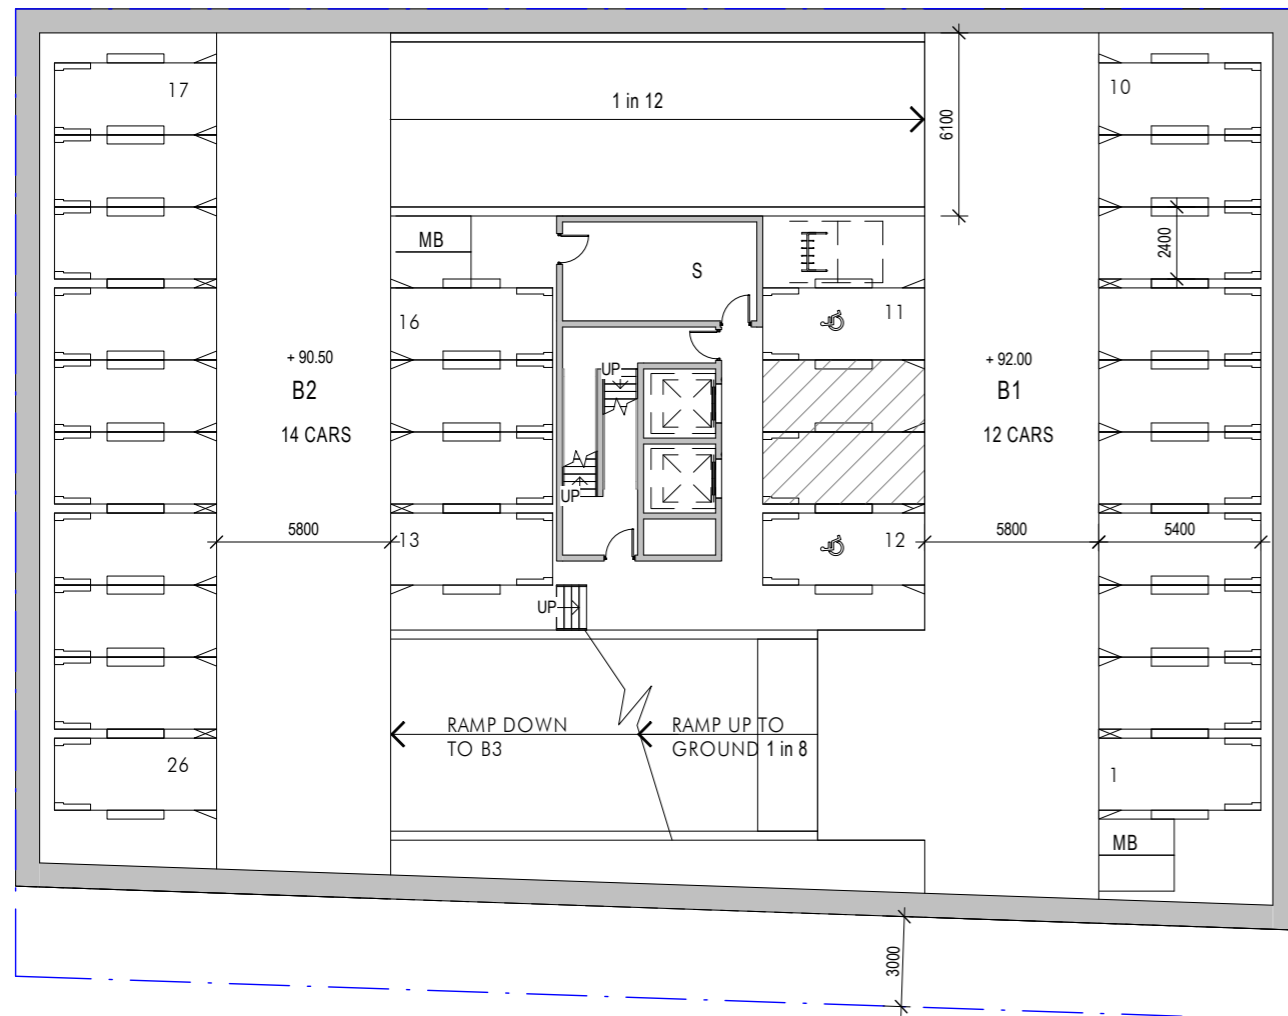 17
1 in 12
10
6100
MB
S
2400
16
11
UP
+ 90.50
B2
14 CARS
+ 92.00
B1
12 CARS
UP
5800
13
12
5800
5400
UP
RAMP DOWN
TO B3
RAMP UP TO
GROUND 1 in 8
26
1
MB
3000